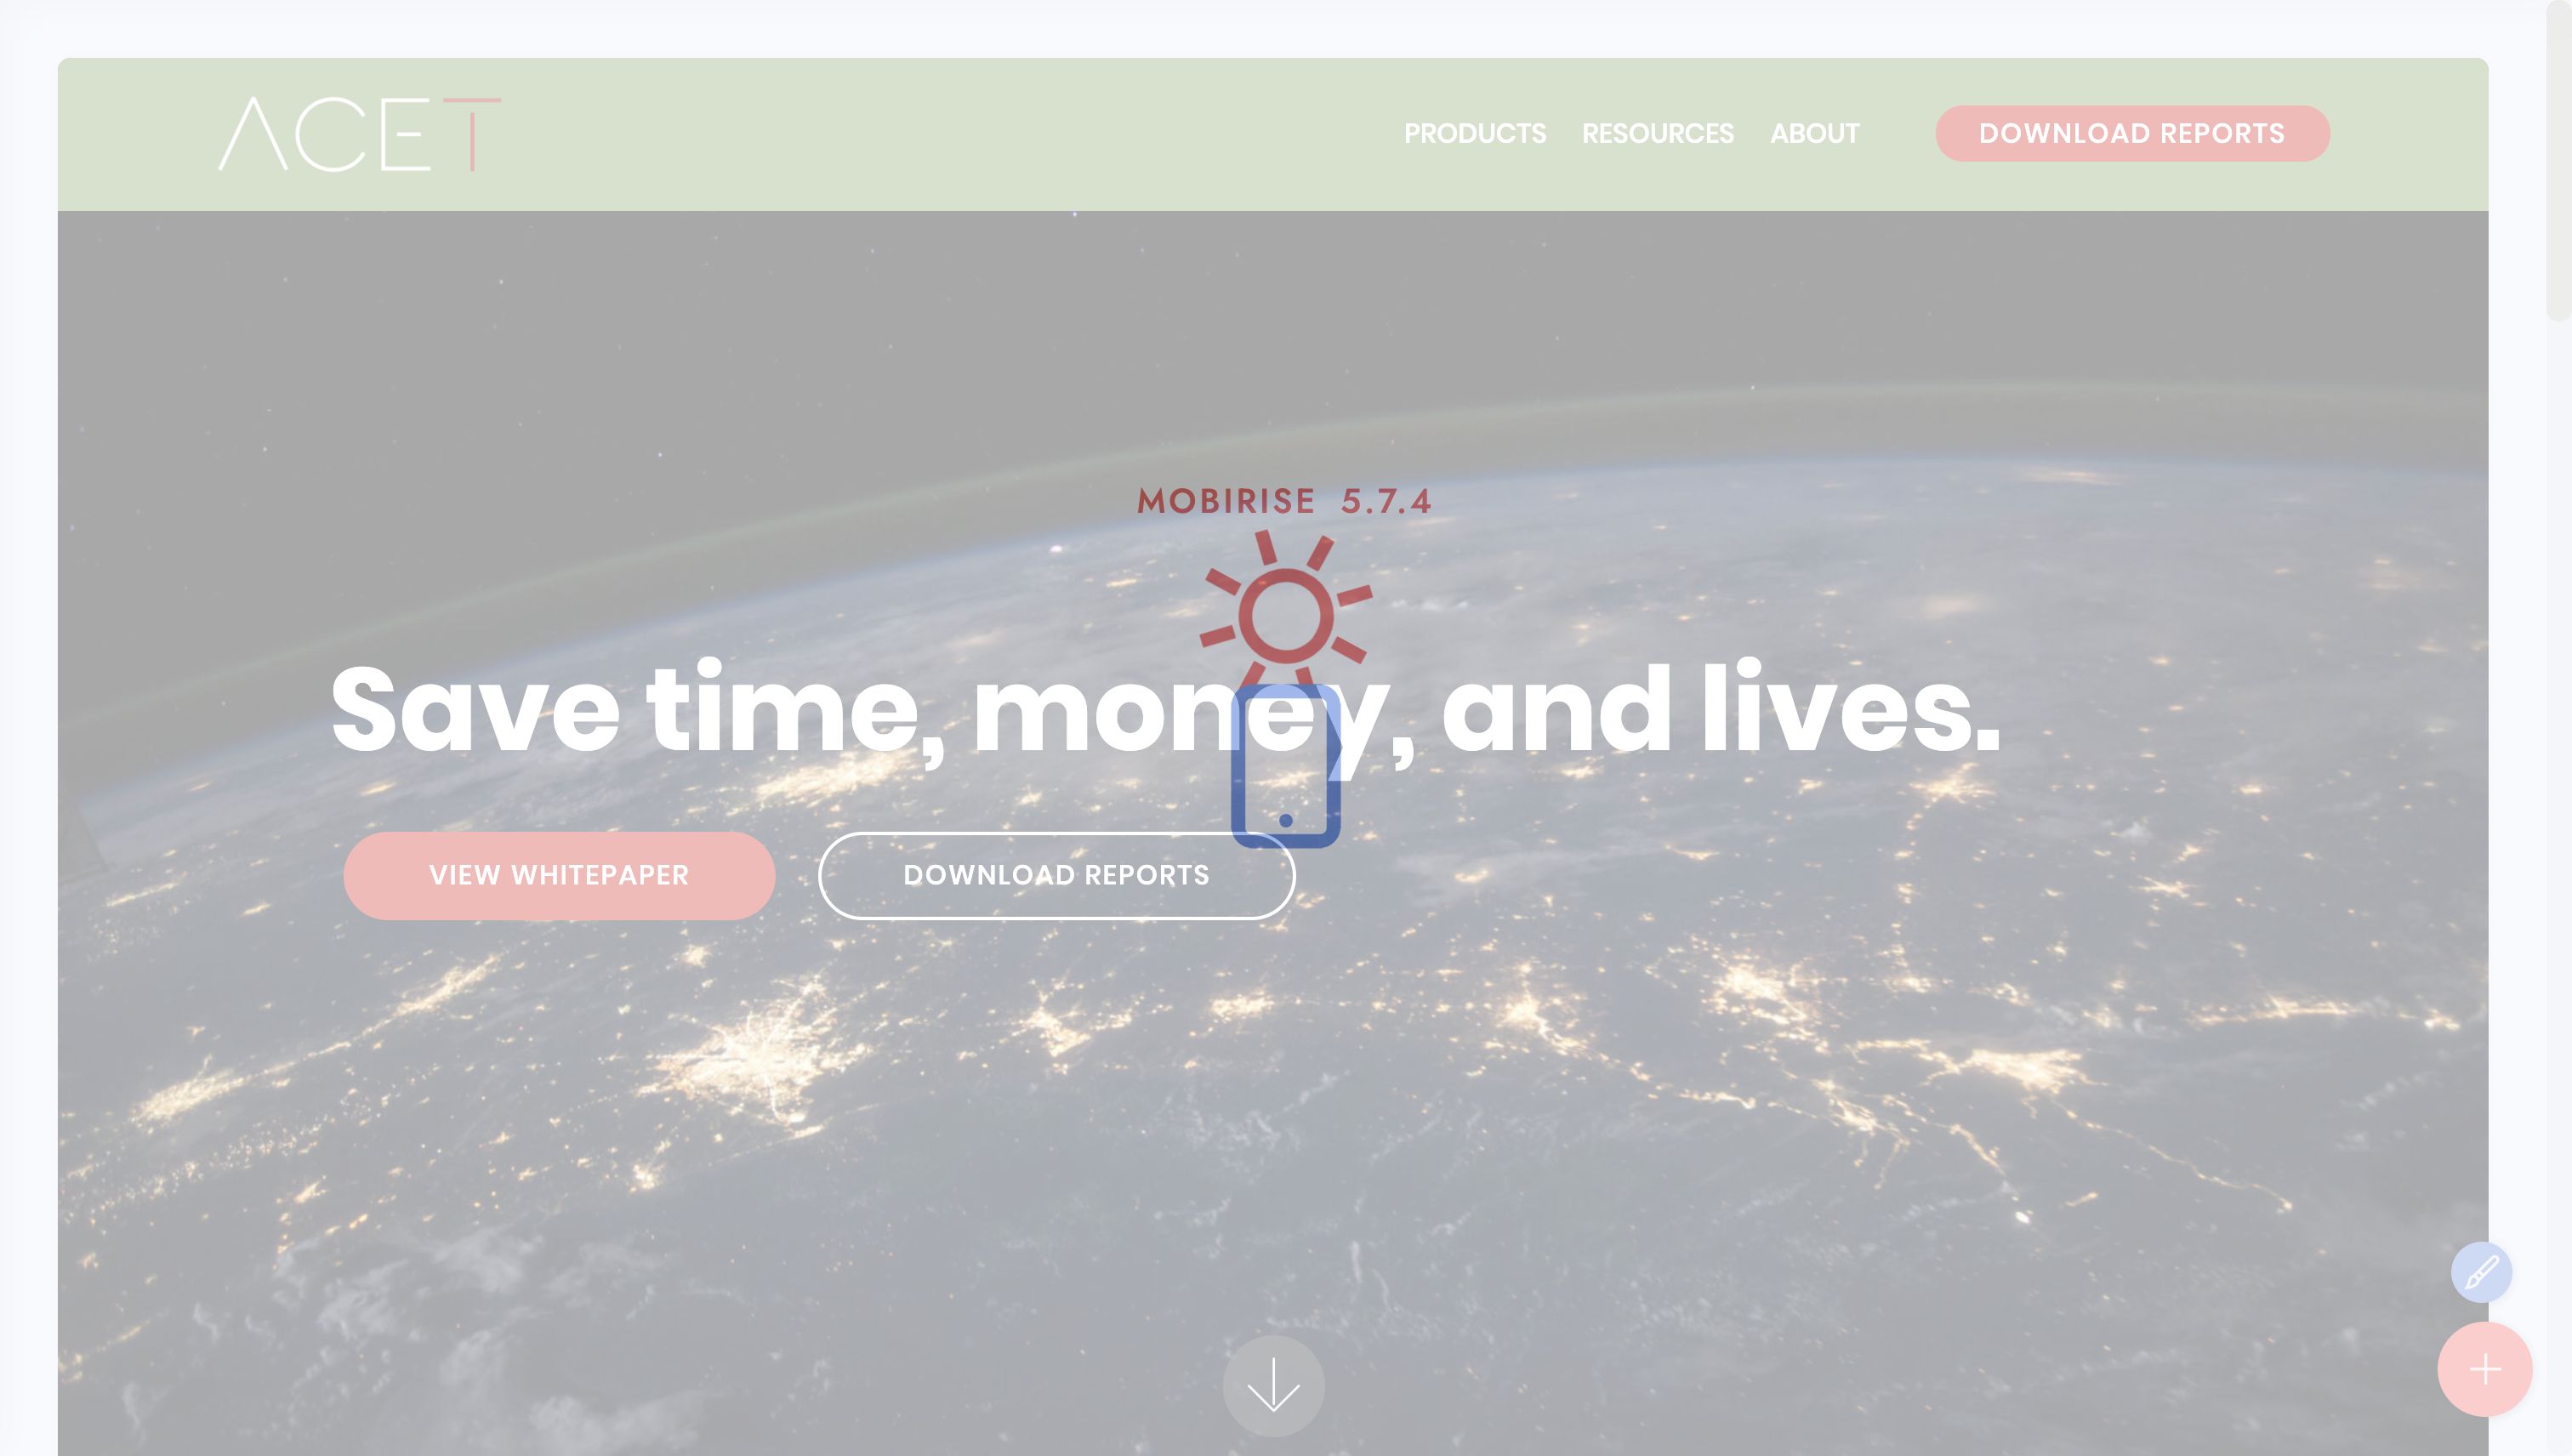 ACET
PRODUCTS RESOURCES ABOUT DOWNLOAD REPORTS
MOBIRISE 5.7.4
Save time, money, and lives.
VIEW WHITEPAPER DOWNLOAD REPORTS